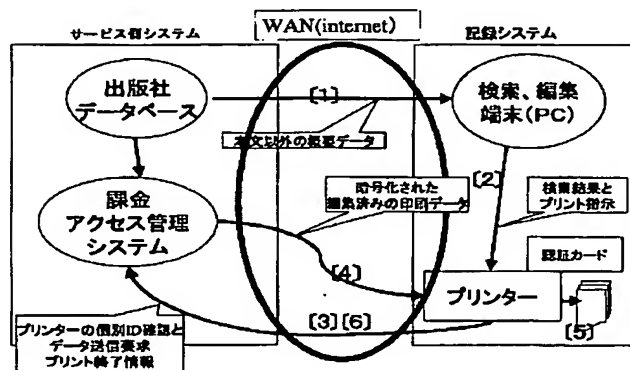 サービス側システム
WAN(internet)
記録システム
出版社
データベース
[1]
検索、編集
端末(PC)
本文以外の概要データ
[2]
課金
アクセス管理
システム
暗号化された
編集済みの印刷データ
検索結果と
プリント指示
[4]
認証カード
プリンター
[3][6]
[5]
プリンターの個別ID確認と
データ送信要求
プリント終了情報